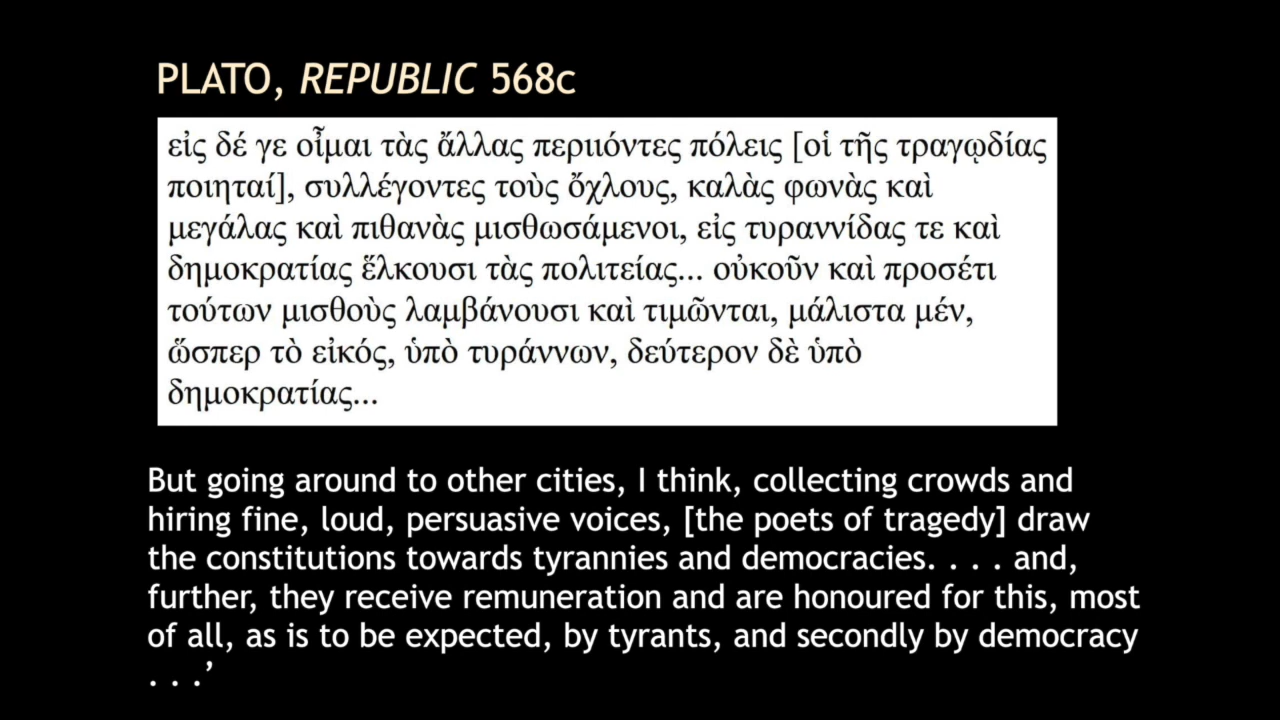 PLATO, REPUBLIC 568c
εἰς δέ γε οἶμαι τὰς ἄλλας περιιόντες πόλεις [οἱ τῆς τραγῳδίας
ποιηταί], συλλέγοντες τοὺς ὄχλους, καλὰς φωνὰς καὶ
μεγάλας καὶ πιθανὰς μισθωσάμενοι, εἰς τυραννίδας τε καὶ
δημοκρατίας ἕλκουσι τὰς πολιτείας... οὐκοῦν καὶ προσέτι
τούτων μισθοὺς λαμβάνουσι καὶ τιμῶνται, μάλιστα μέν,
ὥσπερ τὸ εἰκός, ὑπὸ τυράννων, δεύτερον δὲ ὑπὸ
δημοκρατίας...
But going around to other cities, I think, collecting crowds and
hiring fine, loud, persuasive voices, [the poets of tragedy] draw
the constitutions towards tyrannies and democracies. . . . and,
further, they receive remuneration and are honoured for this, most
of all, as is to be expected, by tyrants, and secondly by democracy
. . .’